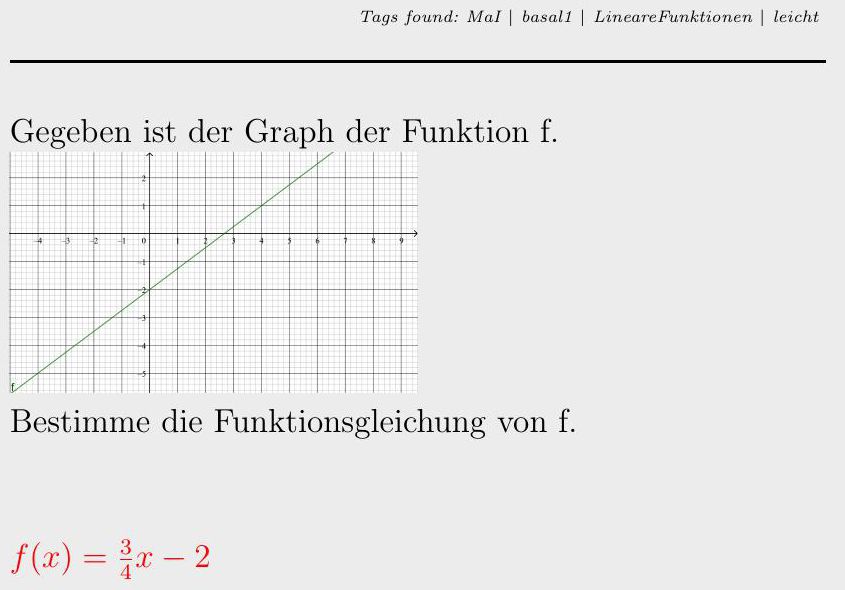 Tags found: MaI | basal1 | LineareFunktionen | leicht
Gegeben ist der Graph der Funktion f.
2
1
-4 -3 -2 -1 0 1 2 3 4 5 6 7 8 9
-1
-2
-3
-4
-5
f
Bestimme die Funktionsgleichung von f.
f(x) = 3/4 x − 2